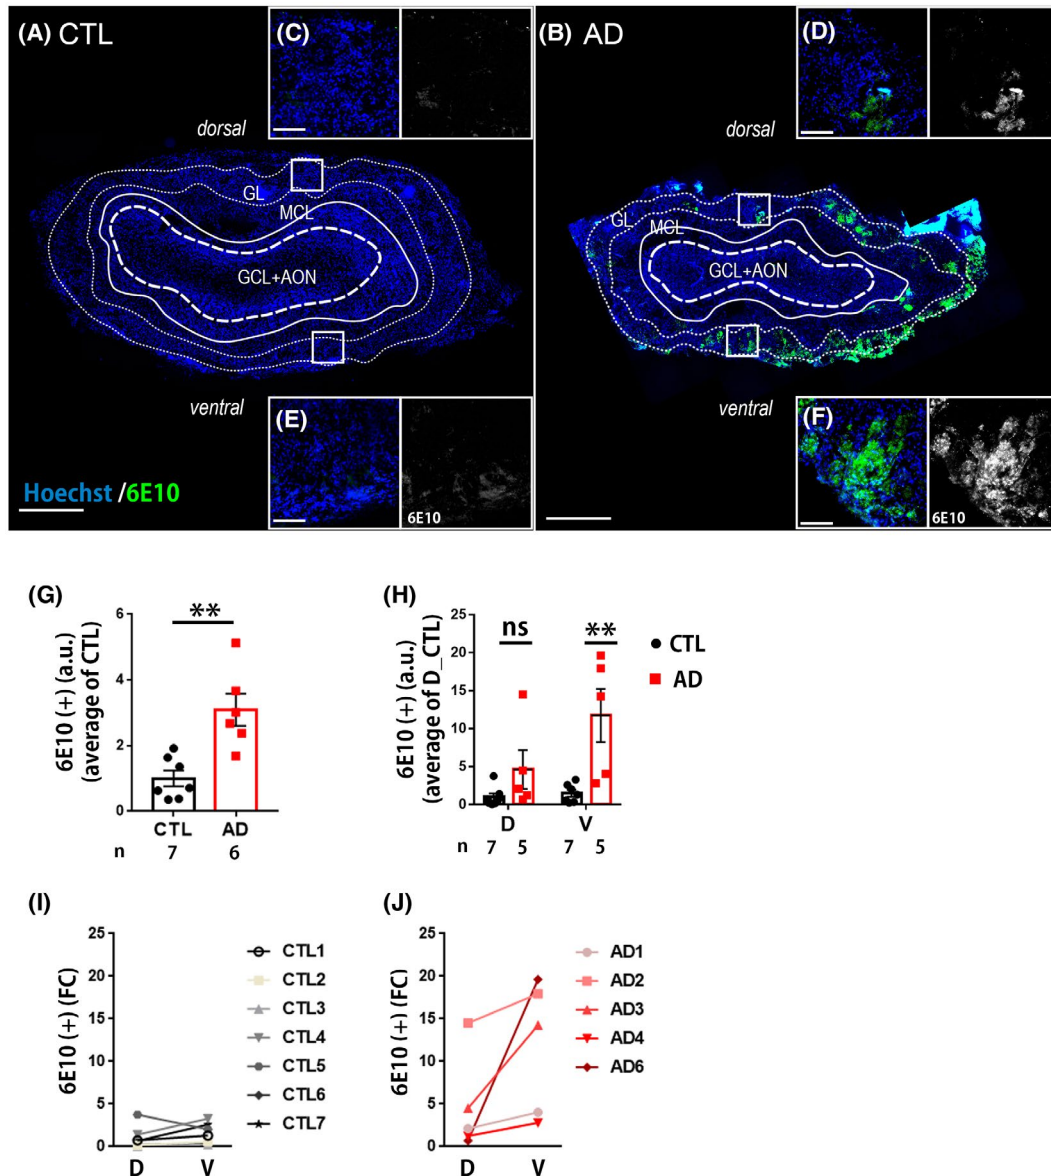 (A) CTL
(C)
(B) AD
(D)
dorsal
dorsal
GL
MCL
GCL+AON
GL
MCL
GCL+AON
ventral
ventral
(E)
(F)
Hoechst /6E10
6E10
6E10
(G)
6E10 (+) (a.u.)
(average of CTL)
6
4
2
0
**
CTL AD
n 7 6
(H)
6E10 (+) (a.u.)
(average of D_CTL)
25
20
15
10
5
0
ns
**
CTL
AD
D V
n 7 5 7 5
(I)
6E10 (+) (FC)
25
20
15
10
5
0
D V
CTL1
CTL2
CTL3
CTL4
CTL5
CTL6
CTL7
(J)
6E10 (+) (FC)
25
20
15
10
5
0
D V
AD1
AD2
AD3
AD4
AD6